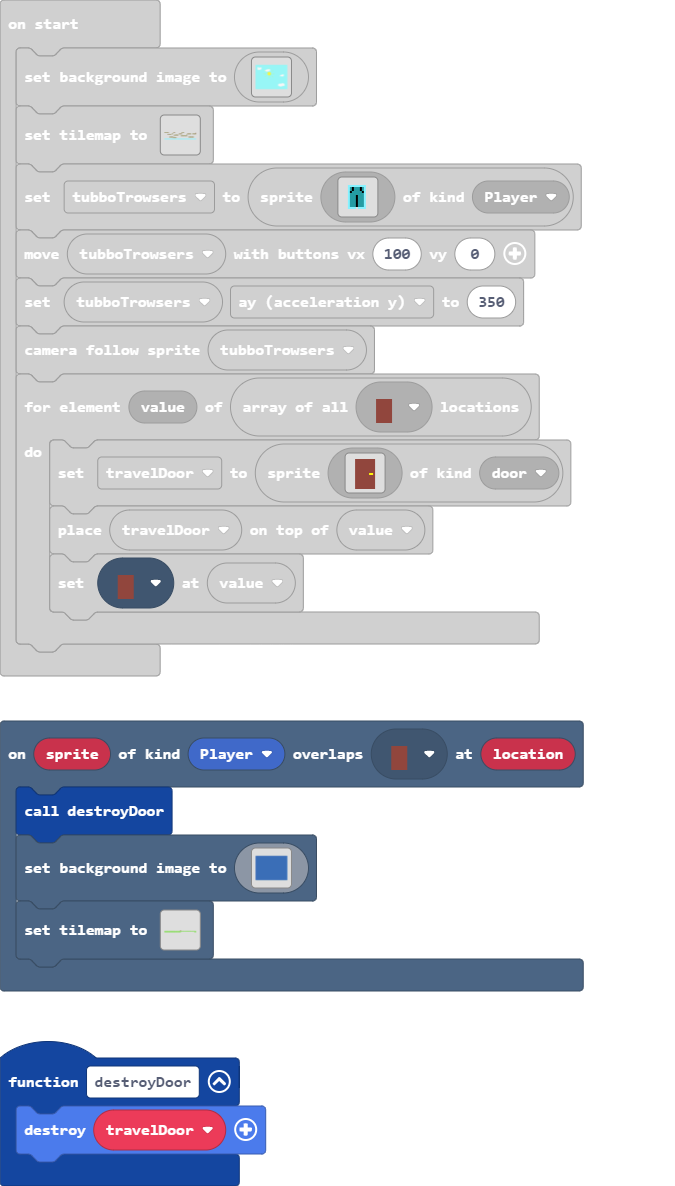 on start
set background image to
set tilemap to
set tubboTrowsers to sprite of kind Player
move tubboTrowsers with buttons vx 100 vy 0
set tubboTrowsers ay (acceleration y) to 350
camera follow sprite tubboTrowsers
for element value of array of all locations
do
set travelDoor to sprite of kind door
place travelDoor on top of value
set at value
on sprite of kind Player overlaps at location
call destroyDoor
set background image to
set tilemap to
function destroyDoor
destroy travelDoor